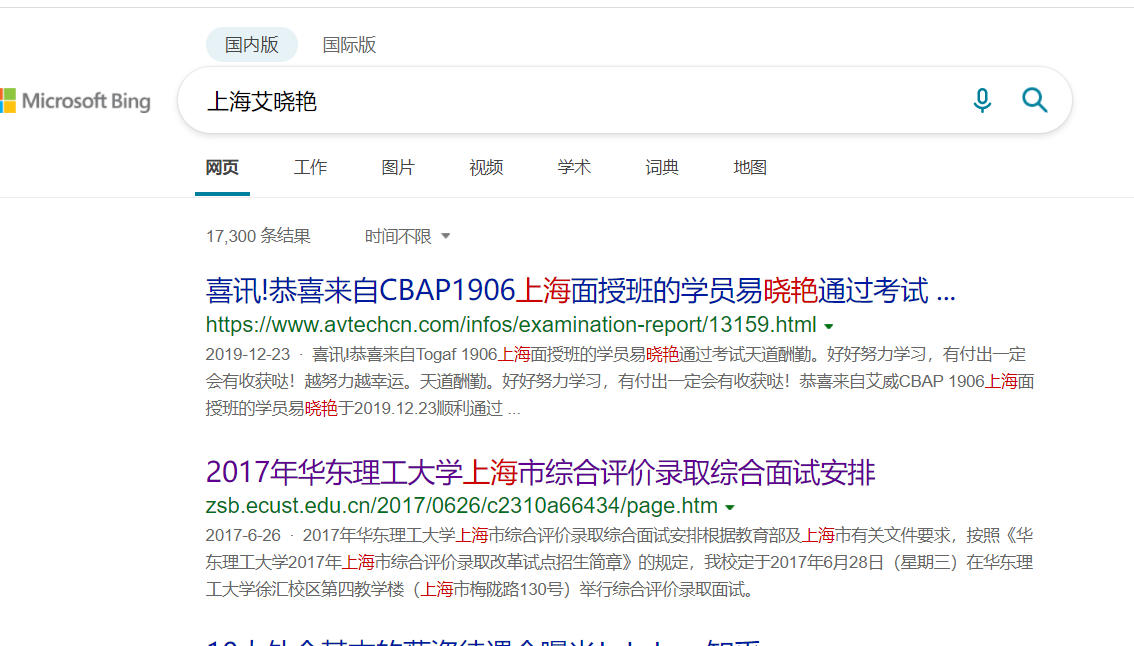 国内版 国际版
Microsoft Bing
上海艾晓艳
网页 工作 图片 视频 学术 词典 地图
17,300 条结果 时间不限
喜讯!恭喜来自CBAP1906上海面授班的学员易晓艳通过考试 ...
https://www.avtechcn.com/infos/examination-report/13159.html
2019-12-23 · 喜讯!恭喜来自Togaf 1906上海面授班的学员易晓艳通过考试天道酬勤。好好努力学习，有付出一定
会有收获哒！越努力越幸运。天道酬勤。好好努力学习，有付出一定会有收获哒！恭喜来自艾威CBAP 1906上海面
授班的学员易晓艳于2019.12.23顺利通过 ...
2017年华东理工大学上海市综合评价录取综合面试安排
zsb.ecust.edu.cn/2017/0626/c2310a66434/page.htm
2017-6-26 · 2017年华东理工大学上海市综合评价录取综合面试安排根据教育部及上海市有关文件要求，按照《华
东理工大学2017年上海市综合评价录取改革试点招生简章》的规定，我校定于2017年6月28日（星期三）在华东理
工大学徐汇校区第四教学楼（上海市梅陇路130号）举行综合评价录取面试。